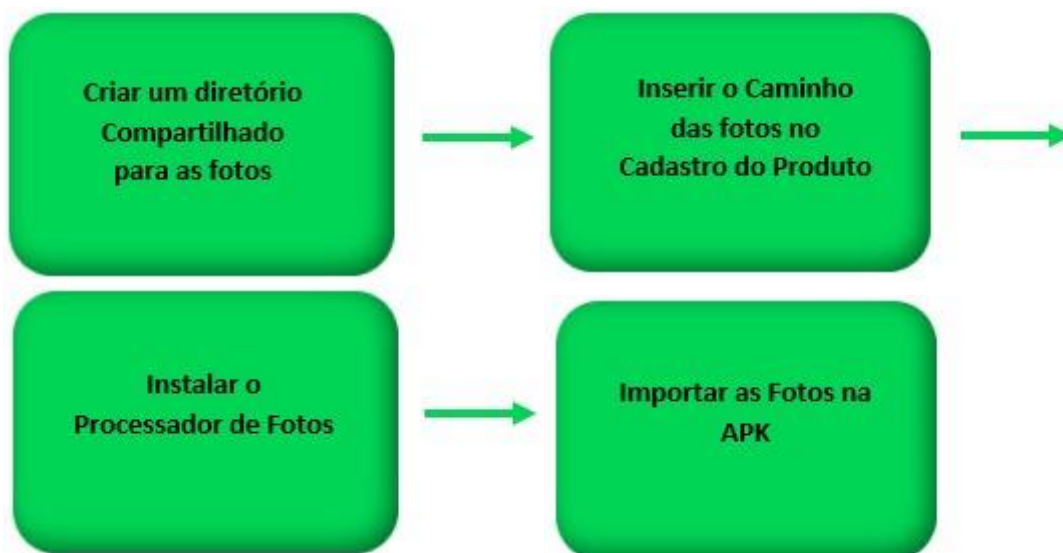 Criar um diretório
Compartilhado
para as fotos
Inserir o Caminho
das fotos no
Cadastro do Produto
Instalar o
Processador de Fotos
Importar as Fotos na
APK